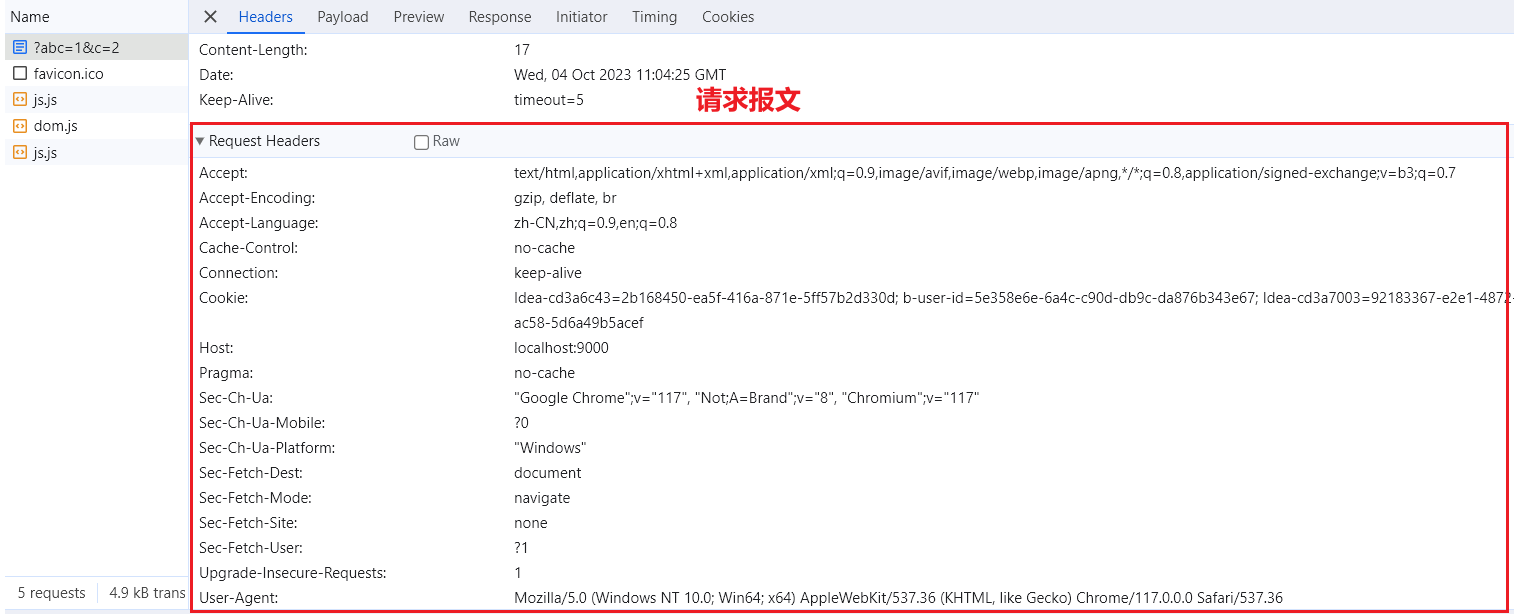 Name
Headers Payload Preview Response Initiator Timing Cookies
?abc=1&c=2
favicon.ico
js.js
dom.js
js.js
5 requests 4.9 kB trans
Content-Length: 17
Date: Wed, 04 Oct 2023 11:04:25 GMT
Keep-Alive: timeout=5
请求报文
Request Headers Raw
Accept: text/html,application/xhtml+xml,application/xml;q=0.9,image/avif,image/webp,image/apng,*/*;q=0.8,application/signed-exchange;v=b3;q=0.7
Accept-Encoding: gzip, deflate, br
Accept-Language: zh-CN,zh;q=0.9,en;q=0.8
Cache-Control: no-cache
Connection: keep-alive
Cookie: Idea-cd3a6c43=2b168450-ea5f-416a-871e-5ff57b2d330d; b-user-id=5e358e6e-6a4c-c90d-db9c-da876b343e67; Idea-cd3a7003=92183367-e2e1-4872-
ac58-5d6a49b5acef
Host: localhost:9000
Pragma: no-cache
Sec-Ch-Ua: "Google Chrome";v="117", "Not;A=Brand";v="8", "Chromium";v="117"
Sec-Ch-Ua-Mobile: ?0
Sec-Ch-Ua-Platform: "Windows"
Sec-Fetch-Dest: document
Sec-Fetch-Mode: navigate
Sec-Fetch-Site: none
Sec-Fetch-User: ?1
Upgrade-Insecure-Requests: 1
User-Agent: Mozilla/5.0 (Windows NT 10.0; Win64; x64) AppleWebKit/537.36 (KHTML, like Gecko) Chrome/117.0.0.0 Safari/537.36